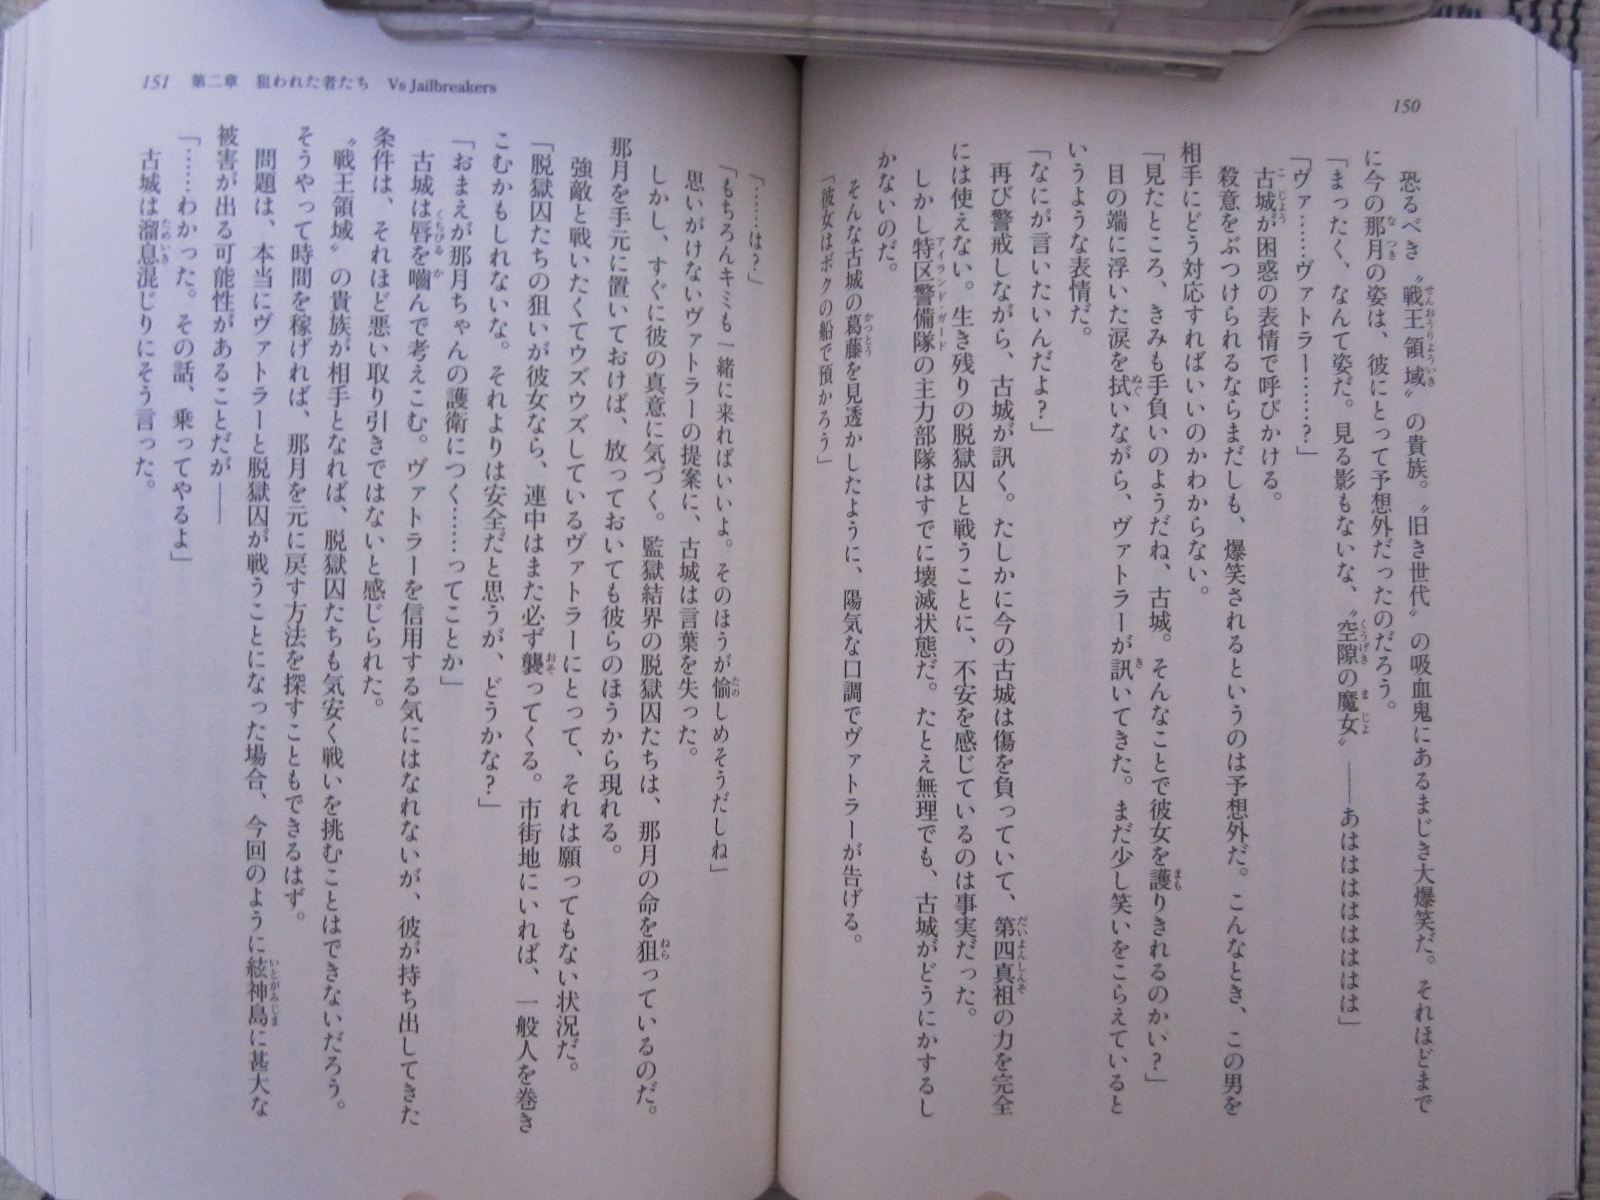 150
恐るべき〝戦王領域〟の貴族。〝旧き世代〟の吸血鬼にあるまじき大爆笑だ。それほどまで
に今の那月の姿は、彼にとって予想外だったのだろう。
「まったく、なんて姿だ。見る影もないな、〝空隙の魔女〟――あはははははははは」
「ヴァ……ヴァトラー……？」
古城が困惑の表情で呼びかける。
殺意をぶつけられるならまだしも、爆笑されるというのは予想外だ。こんなとき、この男を
相手にどう対応すればいいのかわからない。
「見たところ、きみも手負いのようだね、古城。そんなことで彼女を護りきれるのかい？」
目の端に浮いた涙を拭いながら、ヴァトラーが訊いてきた。まだ少し笑いをこらえていると
いうような表情だ。
「なにが言いたいんだよ？」
再び警戒しながら、古城が訊く。たしかに今の古城は傷を負っていて、第四真祖の力を完全
には使えない。生き残りの脱獄囚と戦うことに、不安を感じているのは事実だった。
しかし特区警備隊の主力部隊はすでに壊滅状態だ。たとえ無理でも、古城がどうにかするし
かないのだ。
そんな古城の葛藤を見透かしたように、陽気な口調でヴァトラーが告げる。
「彼女はボクの船で預かろう」
「……は？」
「もちろんキミも一緒に来ればいいよ。そのほうが愉しめそうだしね」
思いがけないヴァトラーの提案に、古城は言葉を失った。
しかし、すぐに彼の真意に気づく。監獄結界の脱獄囚たちは、那月の命を狙っているのだ。
那月を手元に置いておけば、放っておいても彼らのほうから現れる。
強敵と戦いたくてウズウズしているヴァトラーにとって、それは願ってもない状況だ。
「脱獄囚たちの狙いが彼女なら、連中はまた必ず襲ってくる。市街地にいれば、一般人を巻き
こむかもしれない。それよりは安全だと思うが、どうかな？」
「おまえが那月ちゃんの護衛につく……ってことか」
古城は唇を噛んで考えこむ。ヴァトラーを信用する気にはなれないが、彼が持ち出してきた
条件は、それほど悪い取り引きではないと感じられた。
〝戦王領域〟の貴族が相手となれば、脱獄囚たちも気安く戦いを挑むことはできないだろう。
そうやって時間を稼げれば、那月を元に戻す方法を探すこともできるはず。
問題は、本当にヴァトラーと脱獄囚が戦うことになった場合、今回のように絃神島に甚大な
被害が出る可能性があることだが――
「……わかった。その話、乗ってやるよ」
古城は溜息混じりにそう言った。
151 第二章 狙われた者たち Vs Jailbreakers